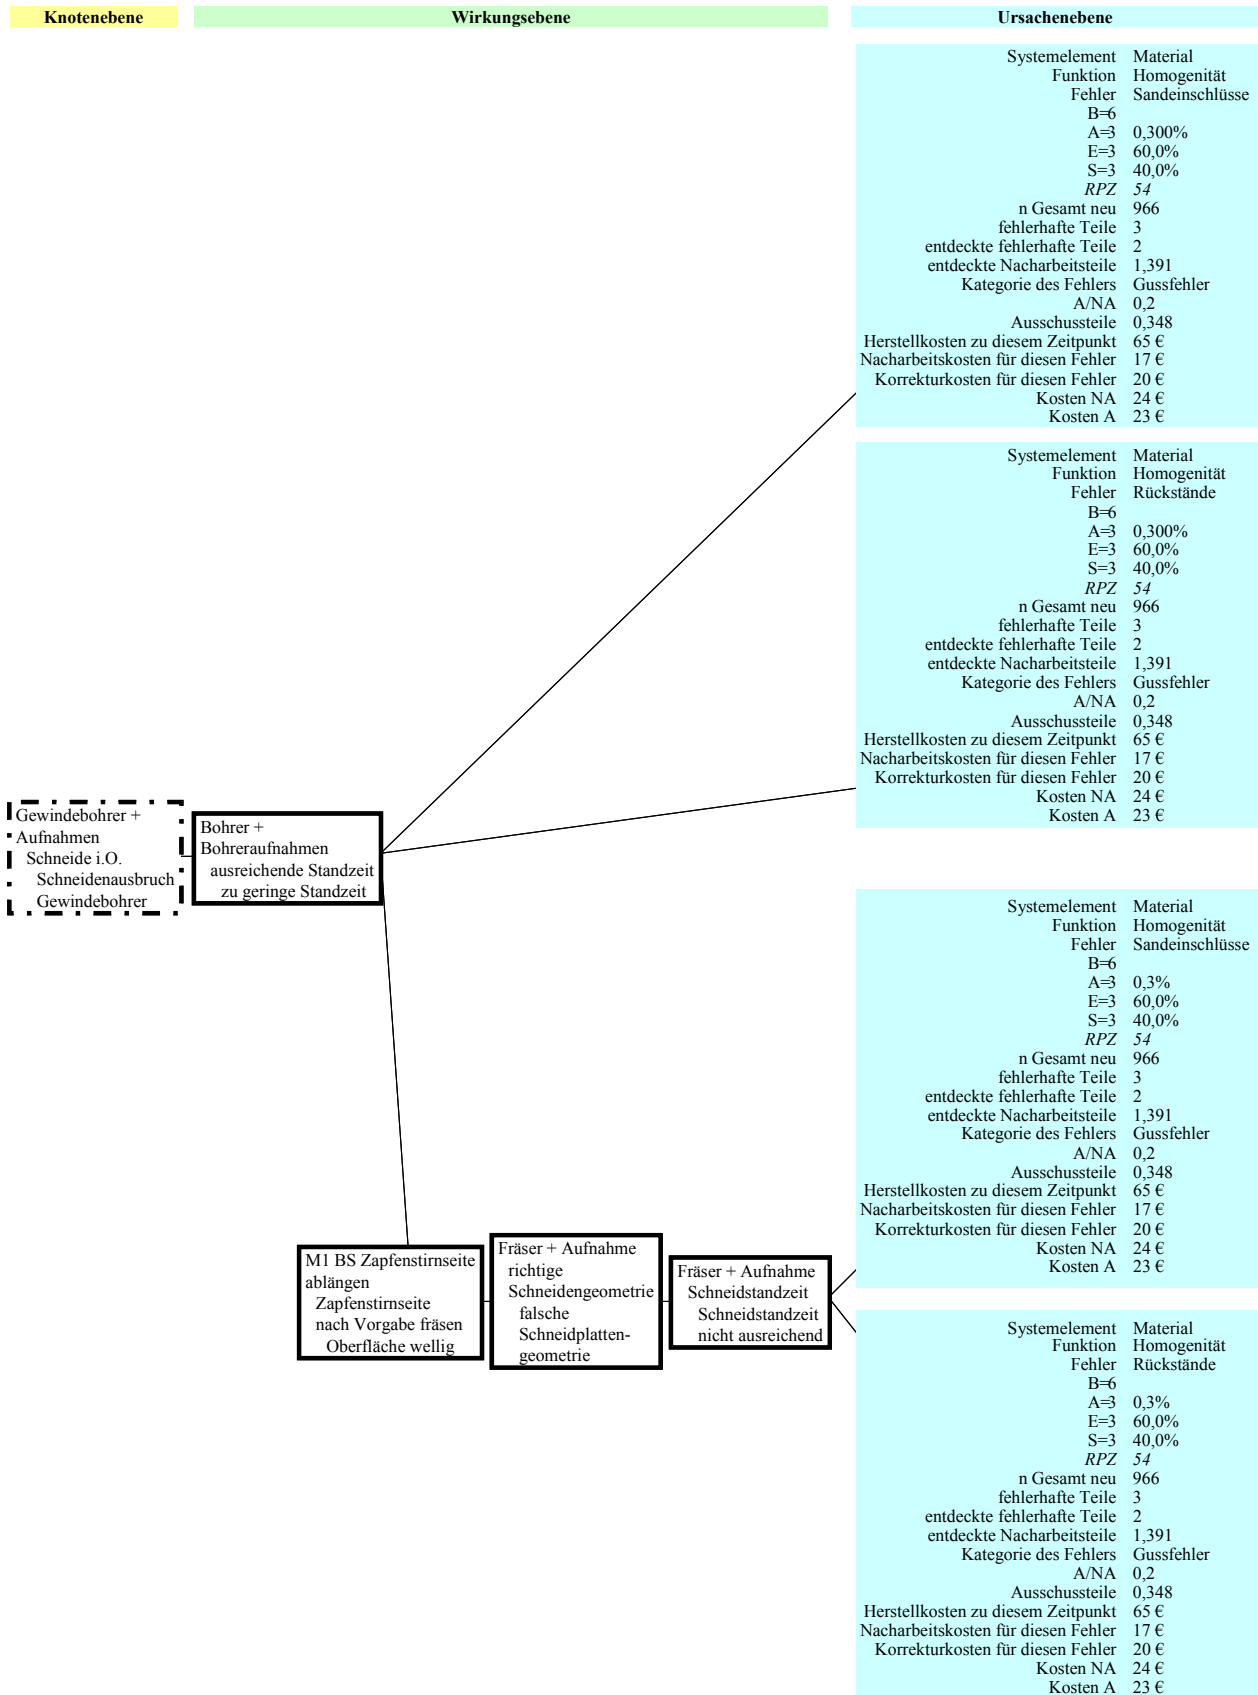 Knotenebene
Wirkungsebene
Ursachenebene
Systemelement Material
Funktion Homogenität
Fehler Sandeinschlüsse
B=6
A=3 0,300%
E=3 60,0%
S=3 40,0%
RPZ 54
n Gesamt neu 966
fehlerhafte Teile 3
entdeckte fehlerhafte Teile 2
entdeckte Nacharbeitsteile 1,391
Kategorie des Fehlers Gussfehler
A/NA 0,2
Ausschussteile 0,348
Herstellkosten zu diesem Zeitpunkt 65 €
Nacharbeitskosten für diesen Fehler 17 €
Korrekturkosten für diesen Fehler 20 €
Kosten NA 24 €
Kosten A 23 €
Systemelement Material
Funktion Homogenität
Fehler Rückstände
B=6
A=3 0,300%
E=3 60,0%
S=3 40,0%
RPZ 54
n Gesamt neu 966
fehlerhafte Teile 3
entdeckte fehlerhafte Teile 2
entdeckte Nacharbeitsteile 1,391
Kategorie des Fehlers Gussfehler
A/NA 0,2
Ausschussteile 0,348
Herstellkosten zu diesem Zeitpunkt 65 €
Nacharbeitskosten für diesen Fehler 17 €
Korrekturkosten für diesen Fehler 20 €
Kosten NA 24 €
Kosten A 23 €
Gewindebohrer +
Aufnahmen
Schneide i.O.
Schneidenausbruch
Gewindebohrer
Bohrer +
Bohreraufnahmen
ausreichende Standzeit
zu geringe Standzeit
Systemelement Material
Funktion Homogenität
Fehler Sandeinschlüsse
B=6
A=3 0,3%
E=3 60,0%
S=3 40,0%
RPZ 54
n Gesamt neu 966
fehlerhafte Teile 3
entdeckte fehlerhafte Teile 2
entdeckte Nacharbeitsteile 1,391
Kategorie des Fehlers Gussfehler
A/NA 0,2
Ausschussteile 0,348
Herstellkosten zu diesem Zeitpunkt 65 €
Nacharbeitskosten für diesen Fehler 17 €
Korrekturkosten für diesen Fehler 20 €
Kosten NA 24 €
Kosten A 23 €
M1 BS Zapfenstirnseite
ablängen
Zapfenstirnseite
nach Vorgabe fräsen
Oberfläche wellig
Fräser + Aufnahme
richtige
Schneidengeometrie
falsche
Schneidplatten-
geometrie
Fräser + Aufnahme
Schneidstandzeit
Schneidstandzeit
nicht ausreichend
Systemelement Material
Funktion Homogenität
Fehler Rückstände
B=6
A=3 0,3%
E=3 60,0%
S=3 40,0%
RPZ 54
n Gesamt neu 966
fehlerhafte Teile 3
entdeckte fehlerhafte Teile 2
entdeckte Nacharbeitsteile 1,391
Kategorie des Fehlers Gussfehler
A/NA 0,2
Ausschussteile 0,348
Herstellkosten zu diesem Zeitpunkt 65 €
Nacharbeitskosten für diesen Fehler 17 €
Korrekturkosten für diesen Fehler 20 €
Kosten NA 24 €
Kosten A 23 €